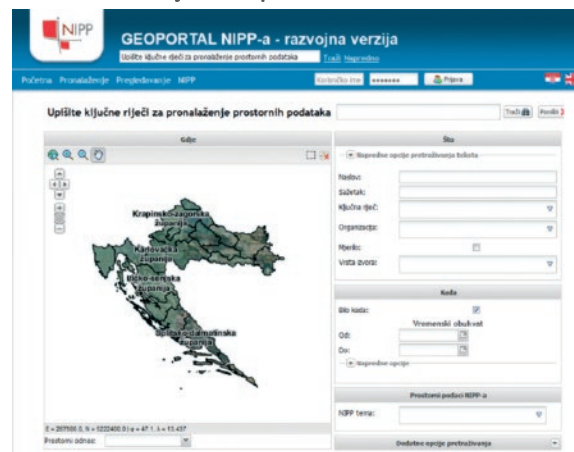 NIPP
GEOPORTAL NIPP-a - razvojna verzija
Upišite ključne riječi za pronalaženje prostornih podataka
Traži Napredno
Početna Pronalaženje Pregledavanje NIPP
Korisničko ime
Prijava
Upišite ključne riječi za pronalaženje prostornih podataka
Traži
Poništi
Gdje
Krapinsko-zagorska
županija
Karlovačka
županija
Ličko-senjska
županija
Splitsko-dalmatinska
županija
Prostorni odnos:
Što
Napredne opcije pretraživanja teksta
Naslov:
Sažetak:
Ključna riječ:
Organizacija:
Mjerilo:
Vrsta izvora:
Kada
Bilo kada:
Vremenski obuhvat
Od:
Do:
Napredne opcije
Prostorni podaci NIPP-a
NIPP tema:
Dodatne opcije pretraživanja